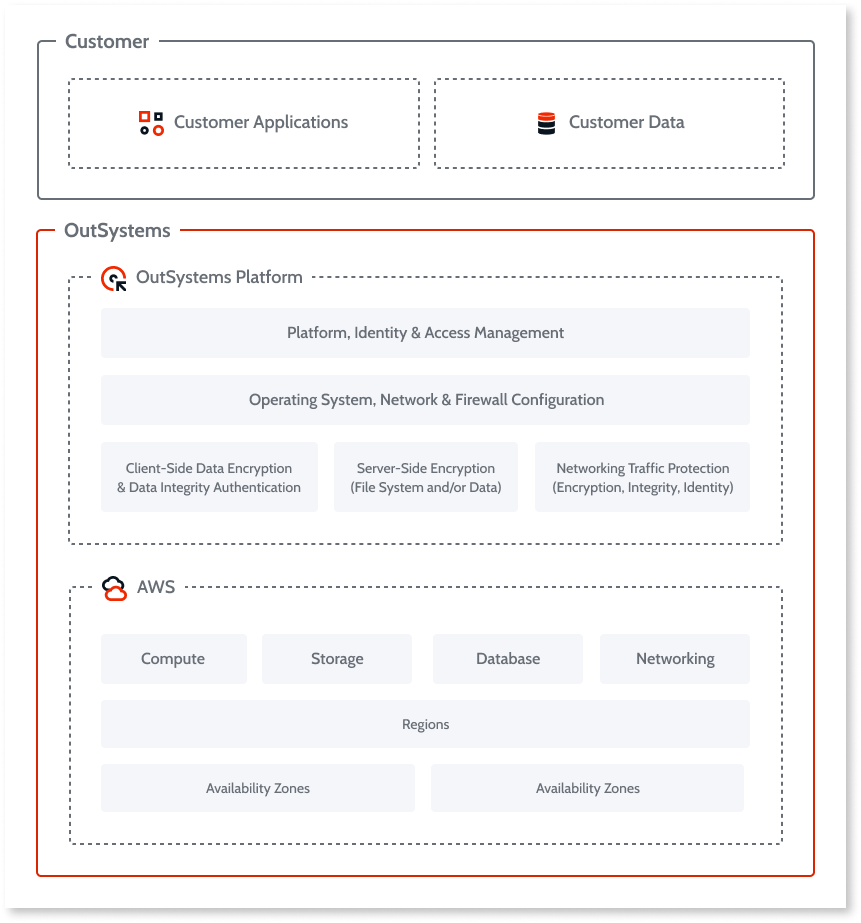 Customer
Customer Applications
Customer Data
OutSystems
OutSystems Platform
Platform, Identity & Access Management
Operating System, Network & Firewall Configuration
Client-Side Data Encryption
& Data Integrity Authentication
Server-Side Encryption
(File System and/or Data)
Networking Traffic Protection
(Encryption, Integrity, Identity)
AWS
Compute
Storage
Database
Networking
Regions
Availability Zones
Availability Zones